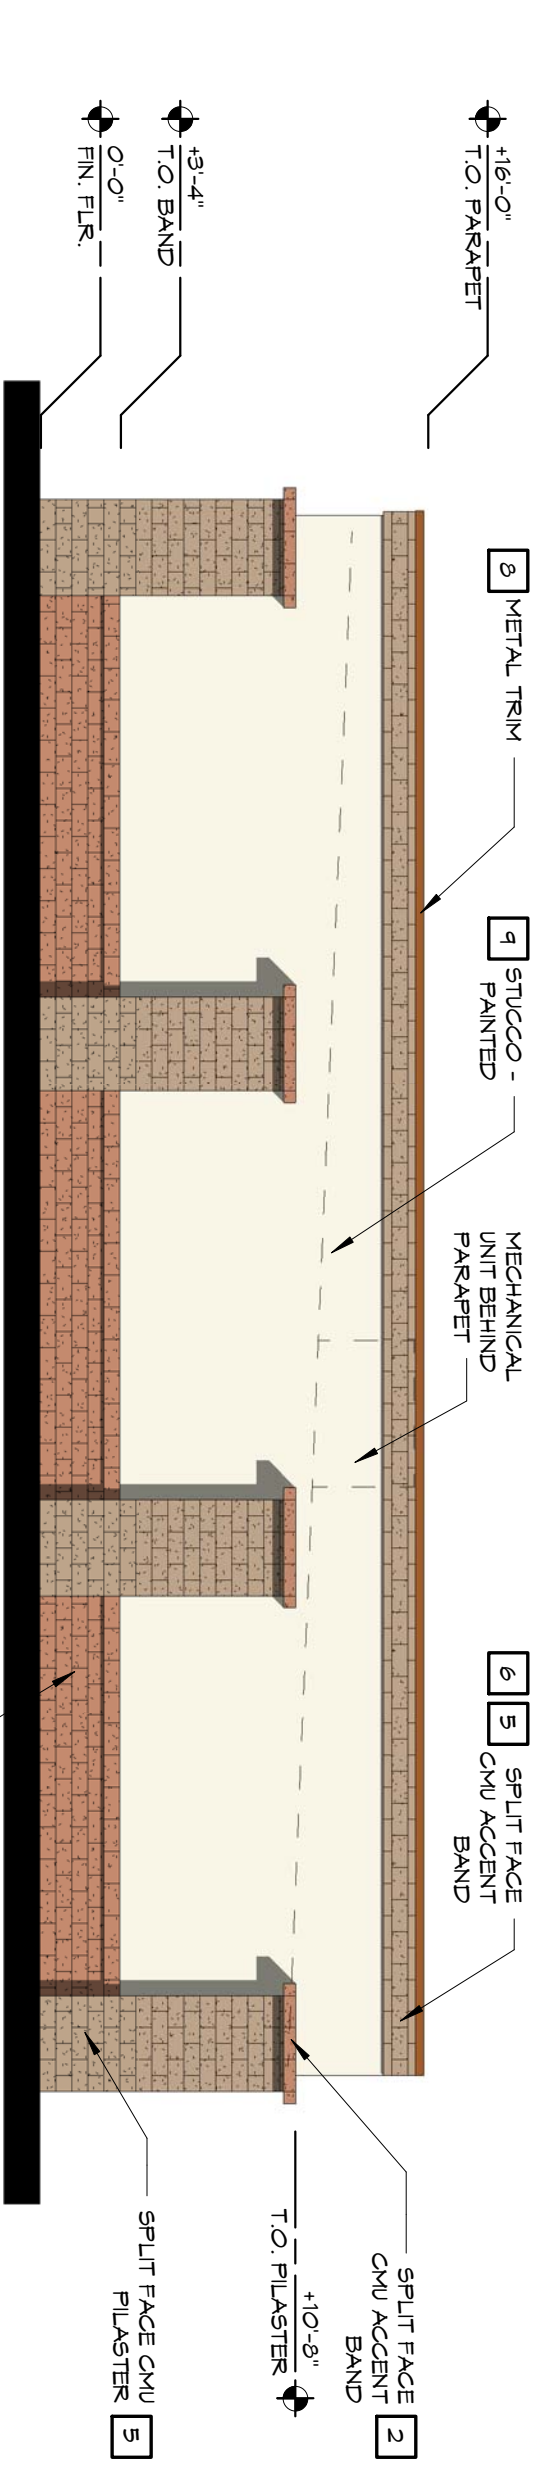 +16'-0"
T.O. PARAPET
+3'-4"
T.O. BAND
0'-0"
FIN. FLR.
8 METAL TRIM
9 STUCCO -
PAINTED
MECHANICAL
UNIT BEHIND
PARAPET
6 5 SPLIT FACE
CMU ACCENT
BAND
SPLIT FACE
CMU ACCENT
BAND
2
+10'-8"
T.O. PILASTER
SPLIT FACE CMU
PILASTER
5